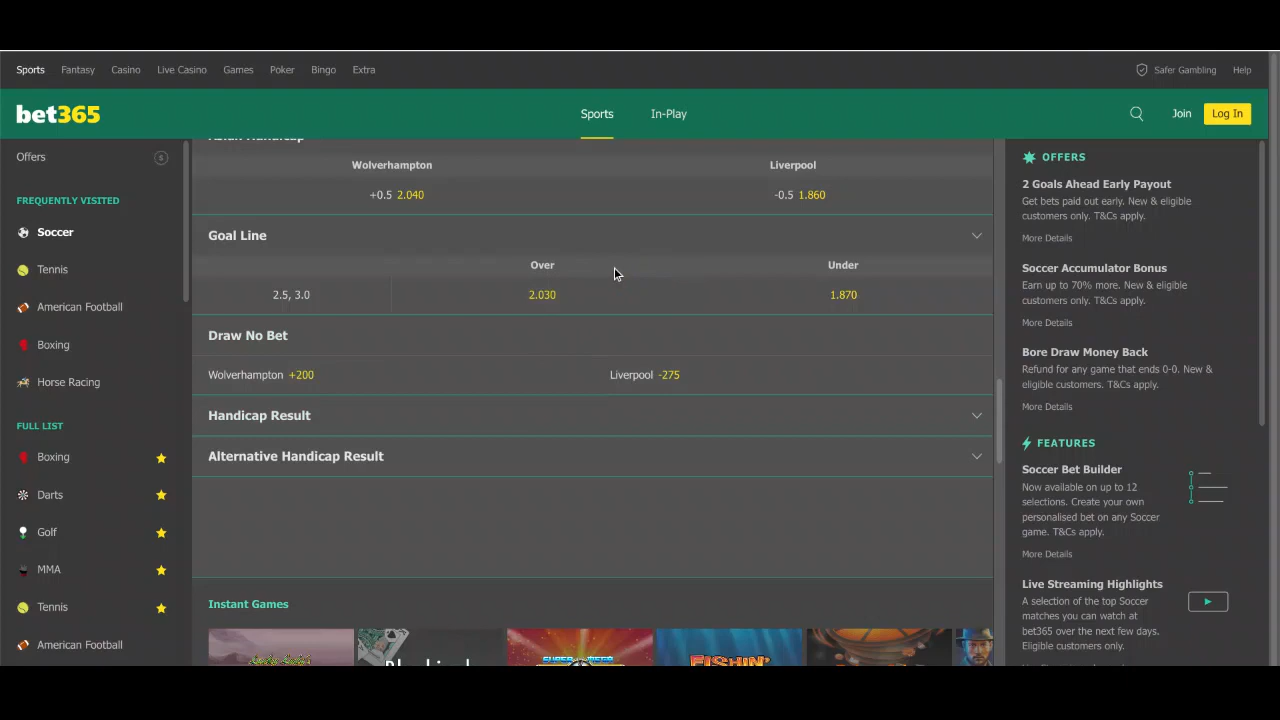 Sports Fantasy Casino Live Casino Games Poker Bingo Extra Safer Gambling Help
bet365 Sports In-Play Join Log In
Offers
FREQUENTLY VISITED
Soccer
Tennis
American Football
Boxing
Horse Racing
FULL LIST
Boxing
Darts
Golf
MMA
Tennis
American Football
Asian Handicap
Wolverhampton Liverpool
+0.5 2.040 -0.5 1.860
Goal Line
Over Under
2.5, 3.0 2.030 1.870
Draw No Bet
Wolverhampton +200 Liverpool -275
Handicap Result
Alternative Handicap Result
Instant Games
FISHIN'
OFFERS
2 Goals Ahead Early Payout
Get bets paid out early. New & eligible
customers only. T&Cs apply.
More Details
Soccer Accumulator Bonus
Earn up to 70% more. New & eligible
customers only. T&Cs apply.
More Details
Bore Draw Money Back
Refund for any game that ends 0-0. New &
eligible customers. T&Cs apply.
More Details
FEATURES
Soccer Bet Builder
Now available on up to 12
selections. Create your own
personalised bet on any Soccer
game. T&Cs apply.
More Details
Live Streaming Highlights
A selection of the top Soccer
matches you can watch at
bet365 over the next few days.
Eligible customers only.